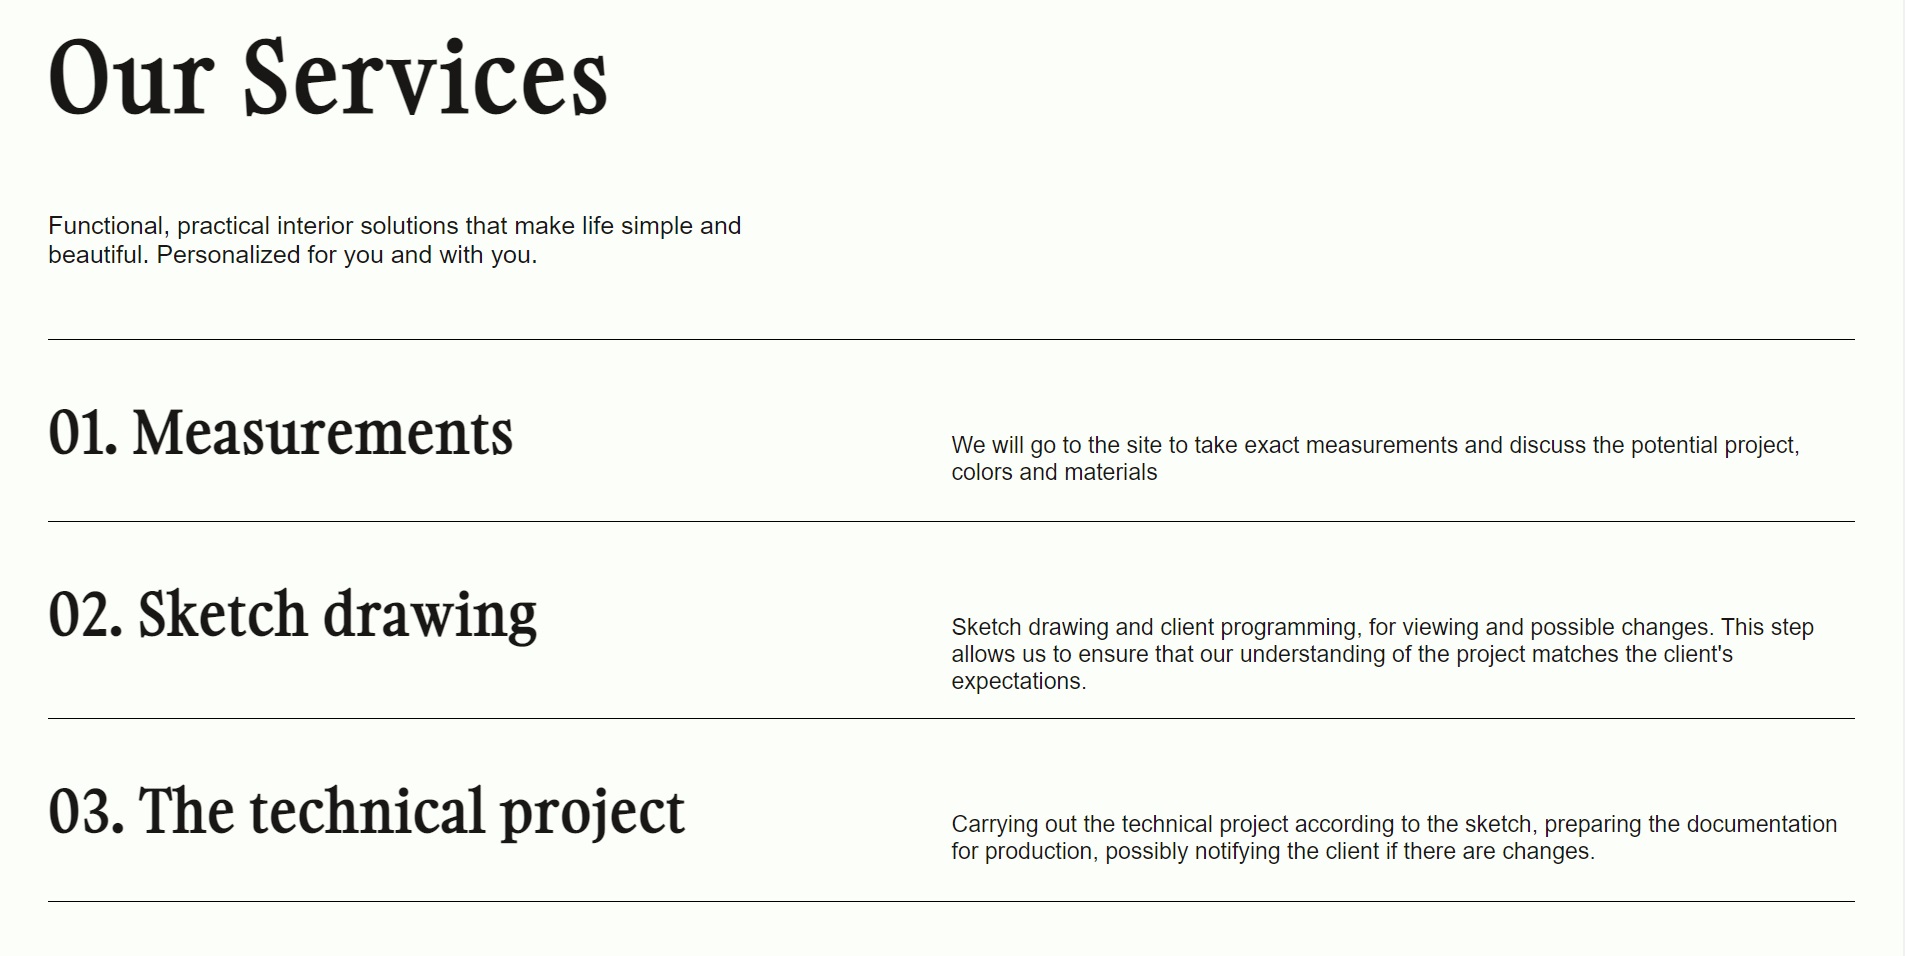 Our Services
Functional, practical interior solutions that make life simple and
beautiful. Personalized for you and with you.
01. Measurements
We will go to the site to take exact measurements and discuss the potential project,
colors and materials
02. Sketch drawing
Sketch drawing and client programming, for viewing and possible changes. This step
allows us to ensure that our understanding of the project matches the client's
expectations.
03. The technical project
Carrying out the technical project according to the sketch, preparing the documentation
for production, possibly notifying the client if there are changes.